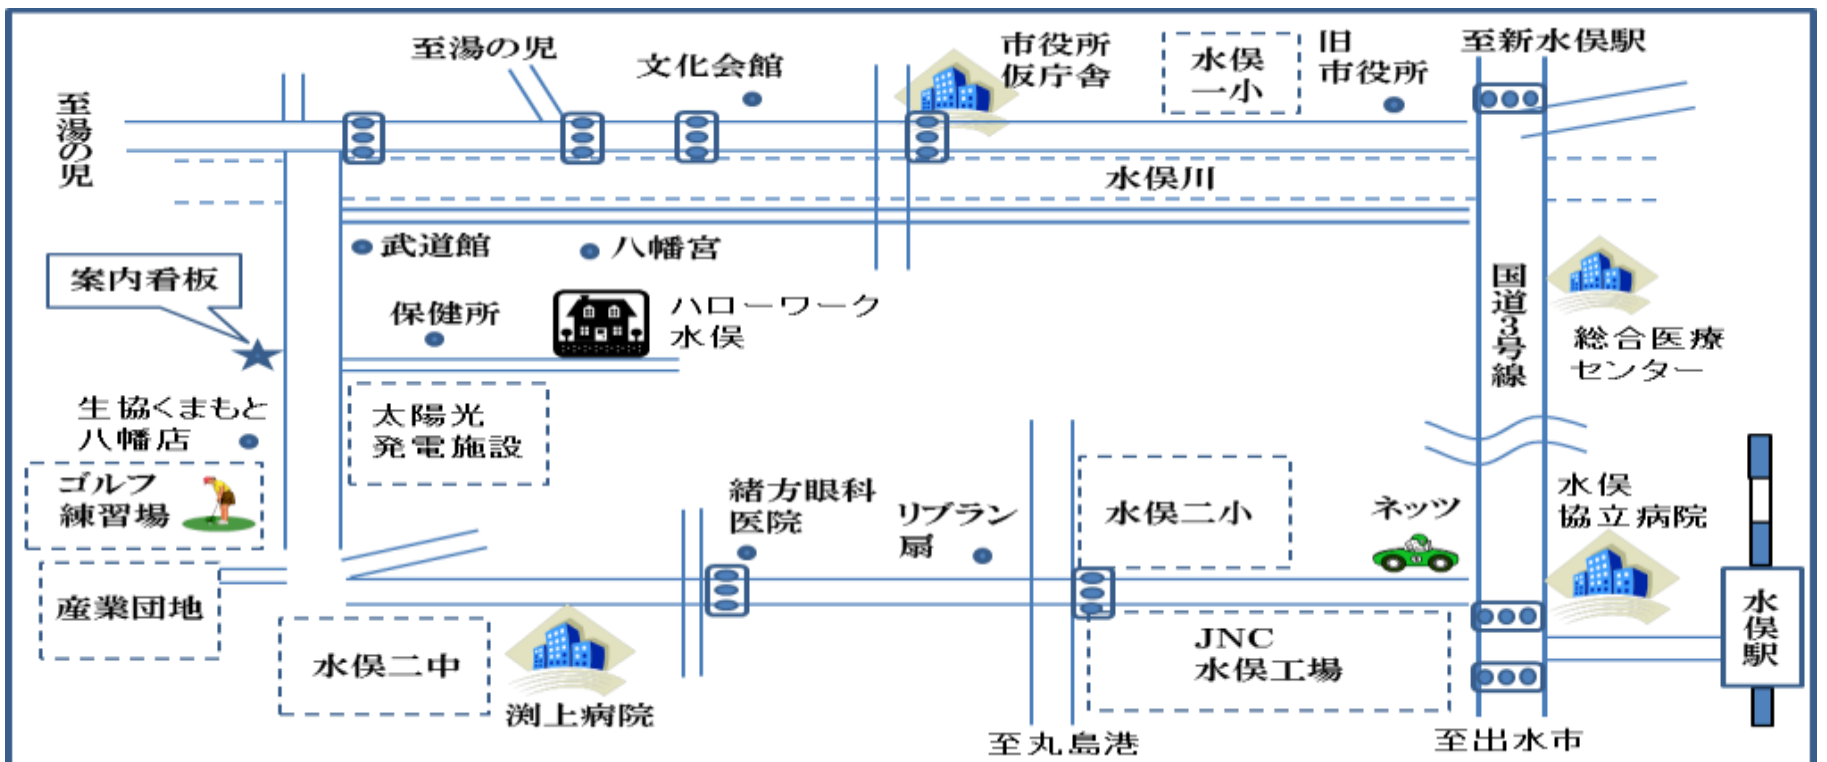 至湯の児
至湯の児
文化会館
市役所
仮庁舎
水俣
一小
旧
市役所
至新水俣駅
水俣川
武道館
八幡宮
案内看板
保健所
ハローワーク
水俣
国道3号線
総合医療
センター
生協くまもと
八幡店
太陽光
発電施設
ゴルフ
練習場
緒方眼科
医院
リブラン
扇
水俣二小
ネッツ
水俣
協立病院
産業団地
水俣二中
渕上病院
JNC
水俣工場
水俣駅
至丸島港
至出水市